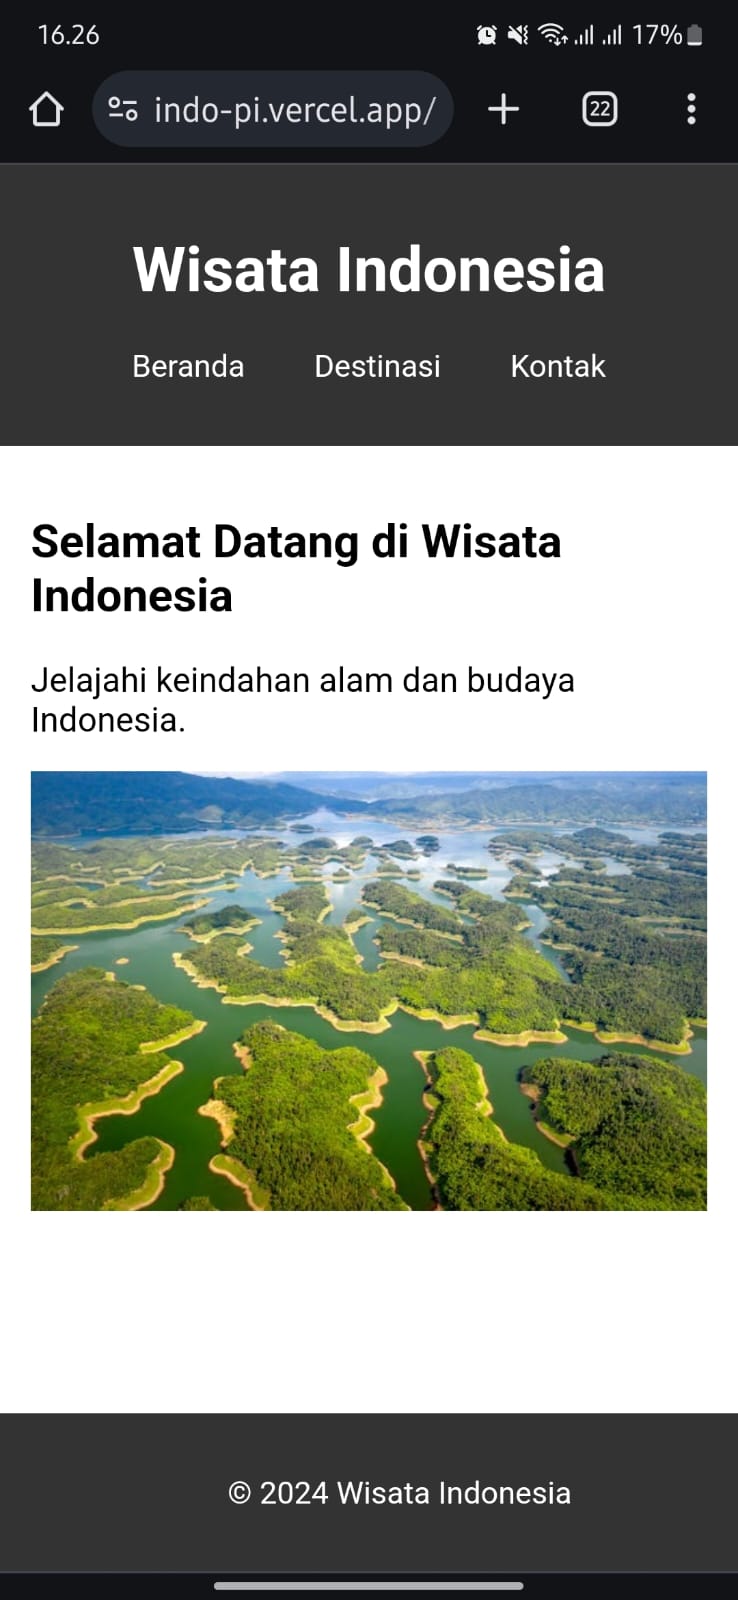 16.26
17%
indo-pi.vercel.app/
22
Wisata Indonesia
Beranda Destinasi Kontak
Selamat Datang di Wisata
Indonesia
Jelajahi keindahan alam dan budaya
Indonesia.
© 2024 Wisata Indonesia